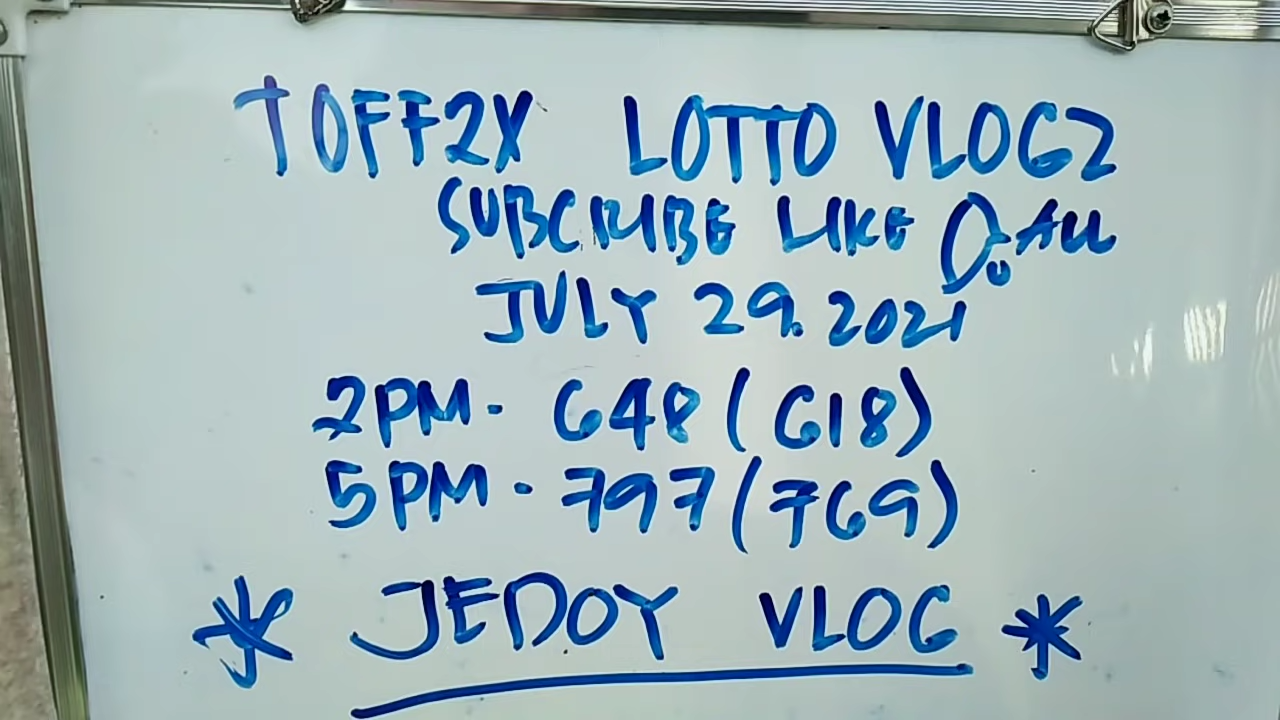 TOFF2X LOTTO VLOGZ
SUBCRIBE LIKE ALL
JULY 29.2021
2PM - 648 (618)
5PM - 797 (769)
* JEDOY VLOG *